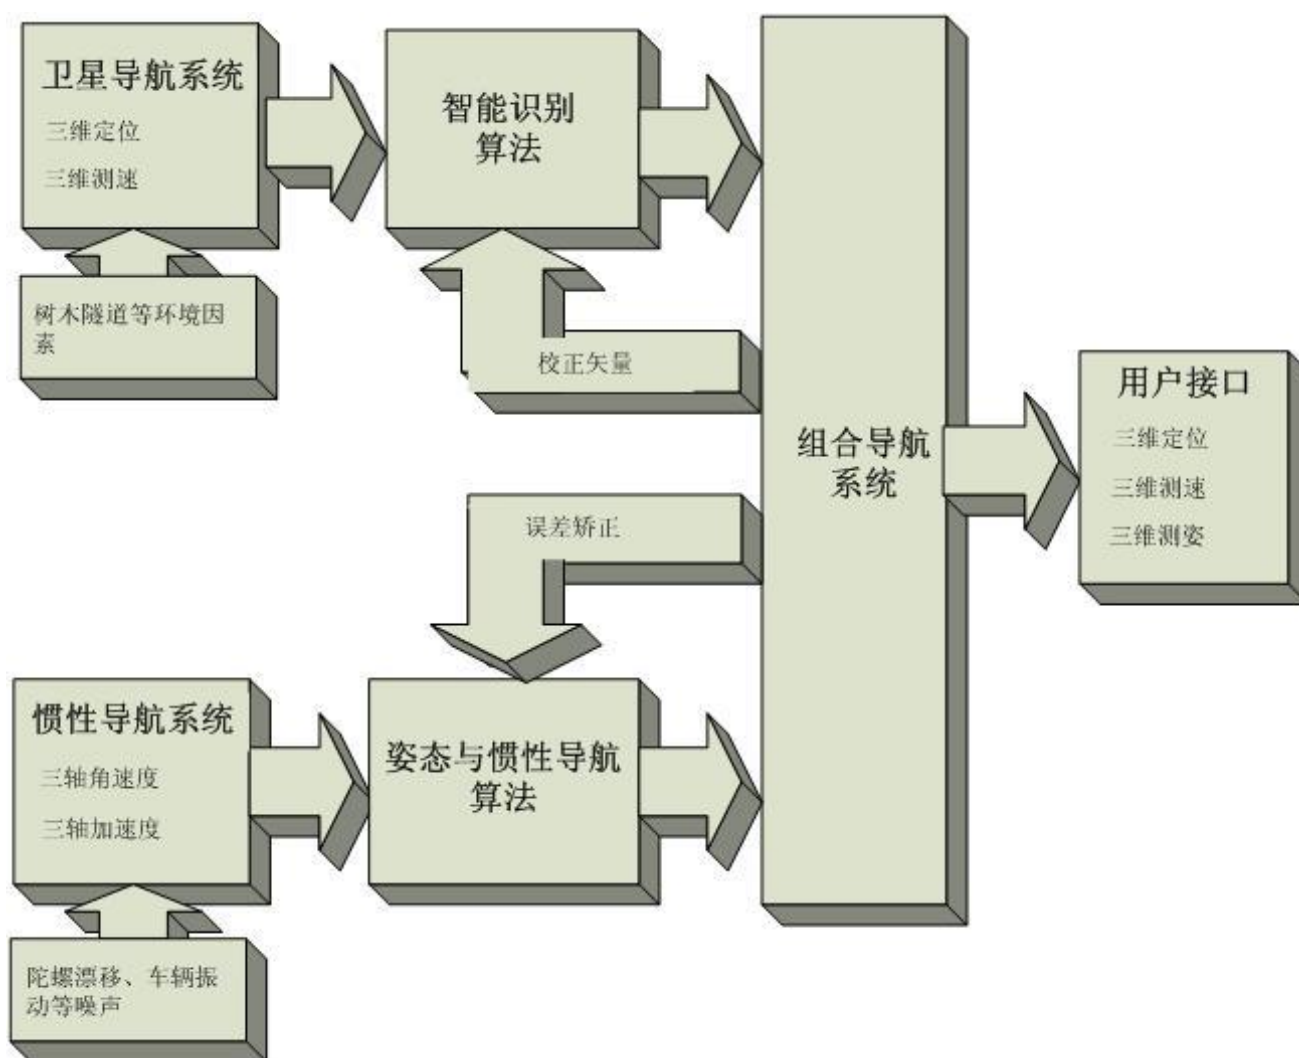 卫星导航系统
三维定位
三维测速
树木隧道等环境因
素
智能识别
算法
校正矢量
误差矫正
惯性导航系统
三轴角速度
三轴加速度
陀螺漂移、车辆振
动等噪声
姿态与惯性导航
算法
组合导航
系统
用户接口
三维定位
三维测速
三维测姿